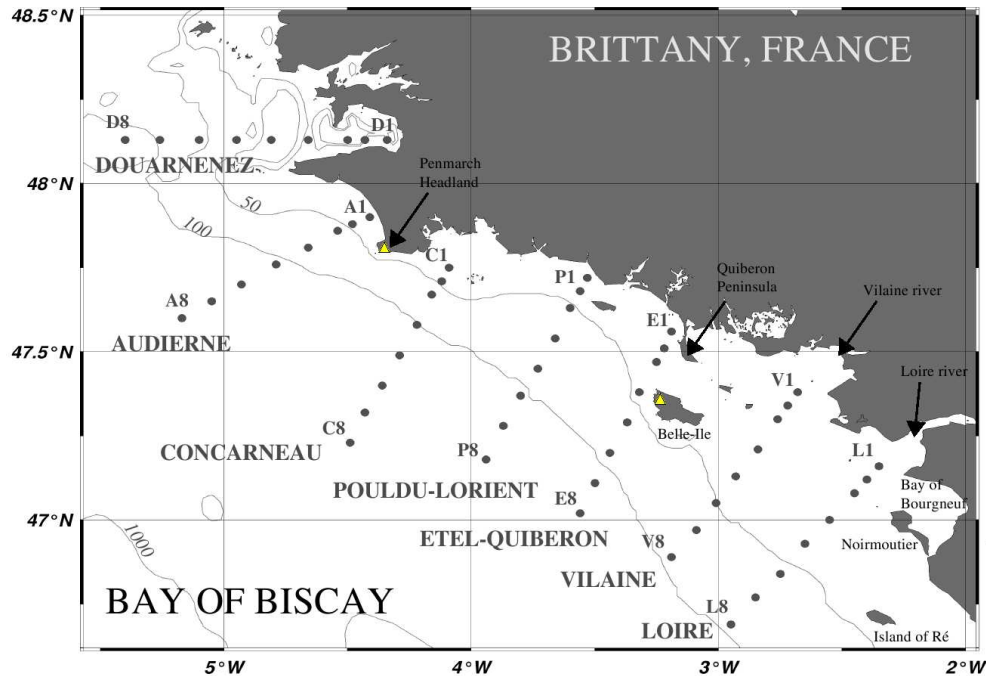 48.5°N
BRITTANY, FRANCE
D8
D1
DOUARNENEZ
Penmarch
Headland
48°N
50
A1
100
C1
P1
Quiberon
Peninsula
Vilaine river
A8
E1
AUDIERNE
47.5°N
Loire river
V1
C8
Belle-Ile
CONCARNEAU
P8
L1
POULDU-LORIENT
Bay of
Bourgneuf
E8
47°N
1000
ETEL-QUIBERON
V8
Noirmoutier
VILAINE
BAY OF BISCAY
L8
LOIRE
Island of Ré
5°W
4°W
3°W
2°W